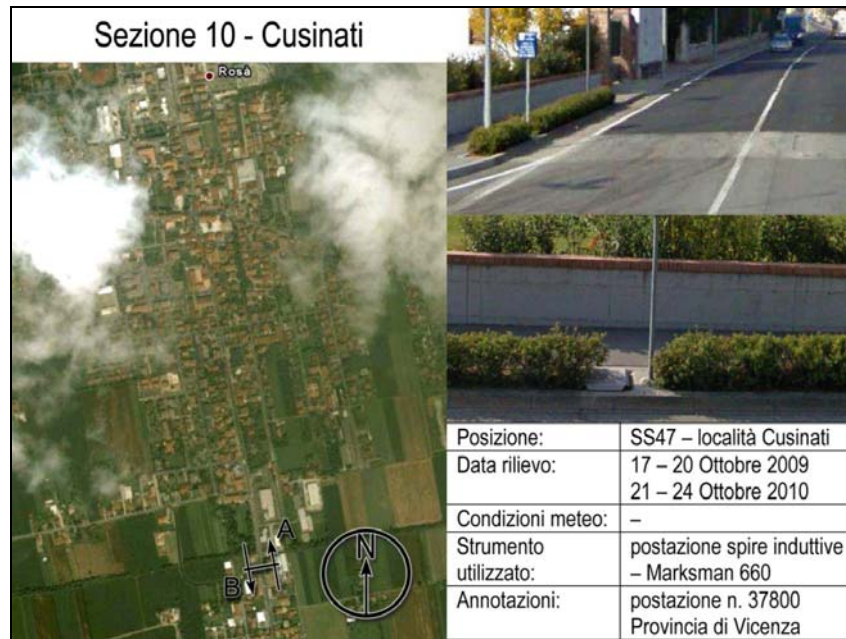 Sezione 10 - Cusinati
Rosà
A
B
N
Posizione:
SS47 – località Cusinati
Data rilievo:
17 – 20 Ottobre 2009
21 – 24 Ottobre 2010
Condizioni meteo:
–
Strumento
utilizzato:
postazione spire induttive
– Marksman 660
Annotazioni:
postazione n. 37800
Provincia di Vicenza